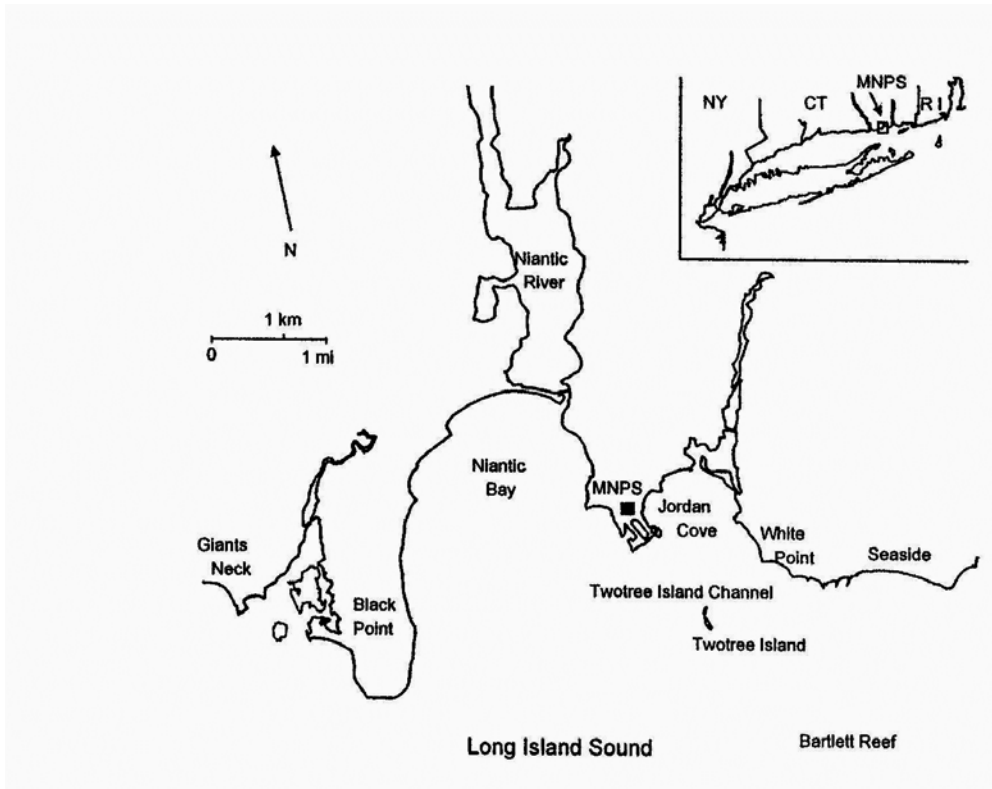 MNPS
NY
CT
R I
N
Niantic
River
1 km
0
1 mi
Niantic
Bay
MNPS
Jordan
Cove
Giants
Neck
White
Point
Seaside
Black
Point
Twotree Island Channel
Twotree Island
Long Island Sound
Bartlett Reef